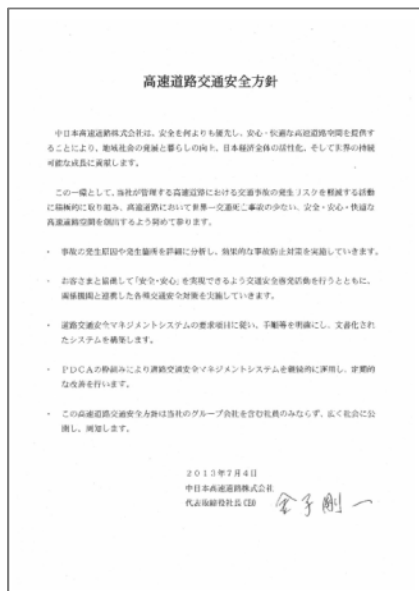 高速道路交通安全方針
中日本高速道路株式会社は、安全を何よりも優先し、安心・快適な高速道路空間を提供す
ることにより、地域社会の発展と暮らしの向上、日本経済全体の活性化、そして世界の持続
可能な成長に貢献します。
この一環として、当社が管理する高速道路における交通事故の発生リスクを軽減する活動
に積極的に取り組み、高速道路において世界一交通死亡事故の少ない、安全・安心・快適な
高速道路空間を創出するよう努めて参ります。
・ 事故の発生原因や発生箇所を詳細に分析し、効果的な事故防止対策を実施していきます。
・ お客さまと協働して「安全・安心」を実現できるよう交通安全啓発活動を行うとともに、
関係機関と連携した各種交通安全対策を実施していきます。
・ 道路交通安全マネジメントシステムの要求項目に従い、手順等を明確にし、文書化され
たシステムを構築します。
・ PDCAの枠組みにより道路交通安全マネジメントシステムを継続的に運用し、定期的
な改善を行います。
・ この高速道路交通安全方針は当社のグループ会社を含む社員のみならず、広く社会に公
開し、周知します。
2013年7月4日
中日本高速道路株式会社
代表取締役社長 CEO 金子剛一